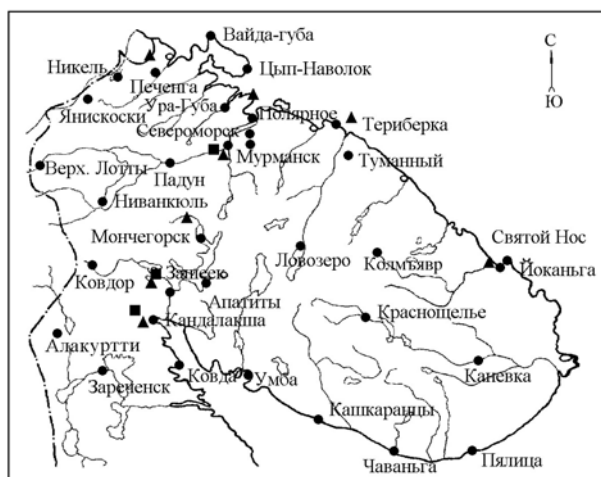 Вайда-губа
С
Никель
Цып-Наволок
Печенга
Ю
Ура-Губа
Янискоски
Полярное
Североморск
Териберка
Мурманск
Туманный
Верх. Лотты
Падун
Ниванкюль
Мончегорск
Святой Нос
Ловозеро
Колмъявр
Йоканьга
Ковдор
Зашеек
Апатиты
Краснощелье
Кандалакша
Алакуртти
Ковда
Умба
Каневка
Зареченск
Кашкаранцы
Чаваньга
Пялица